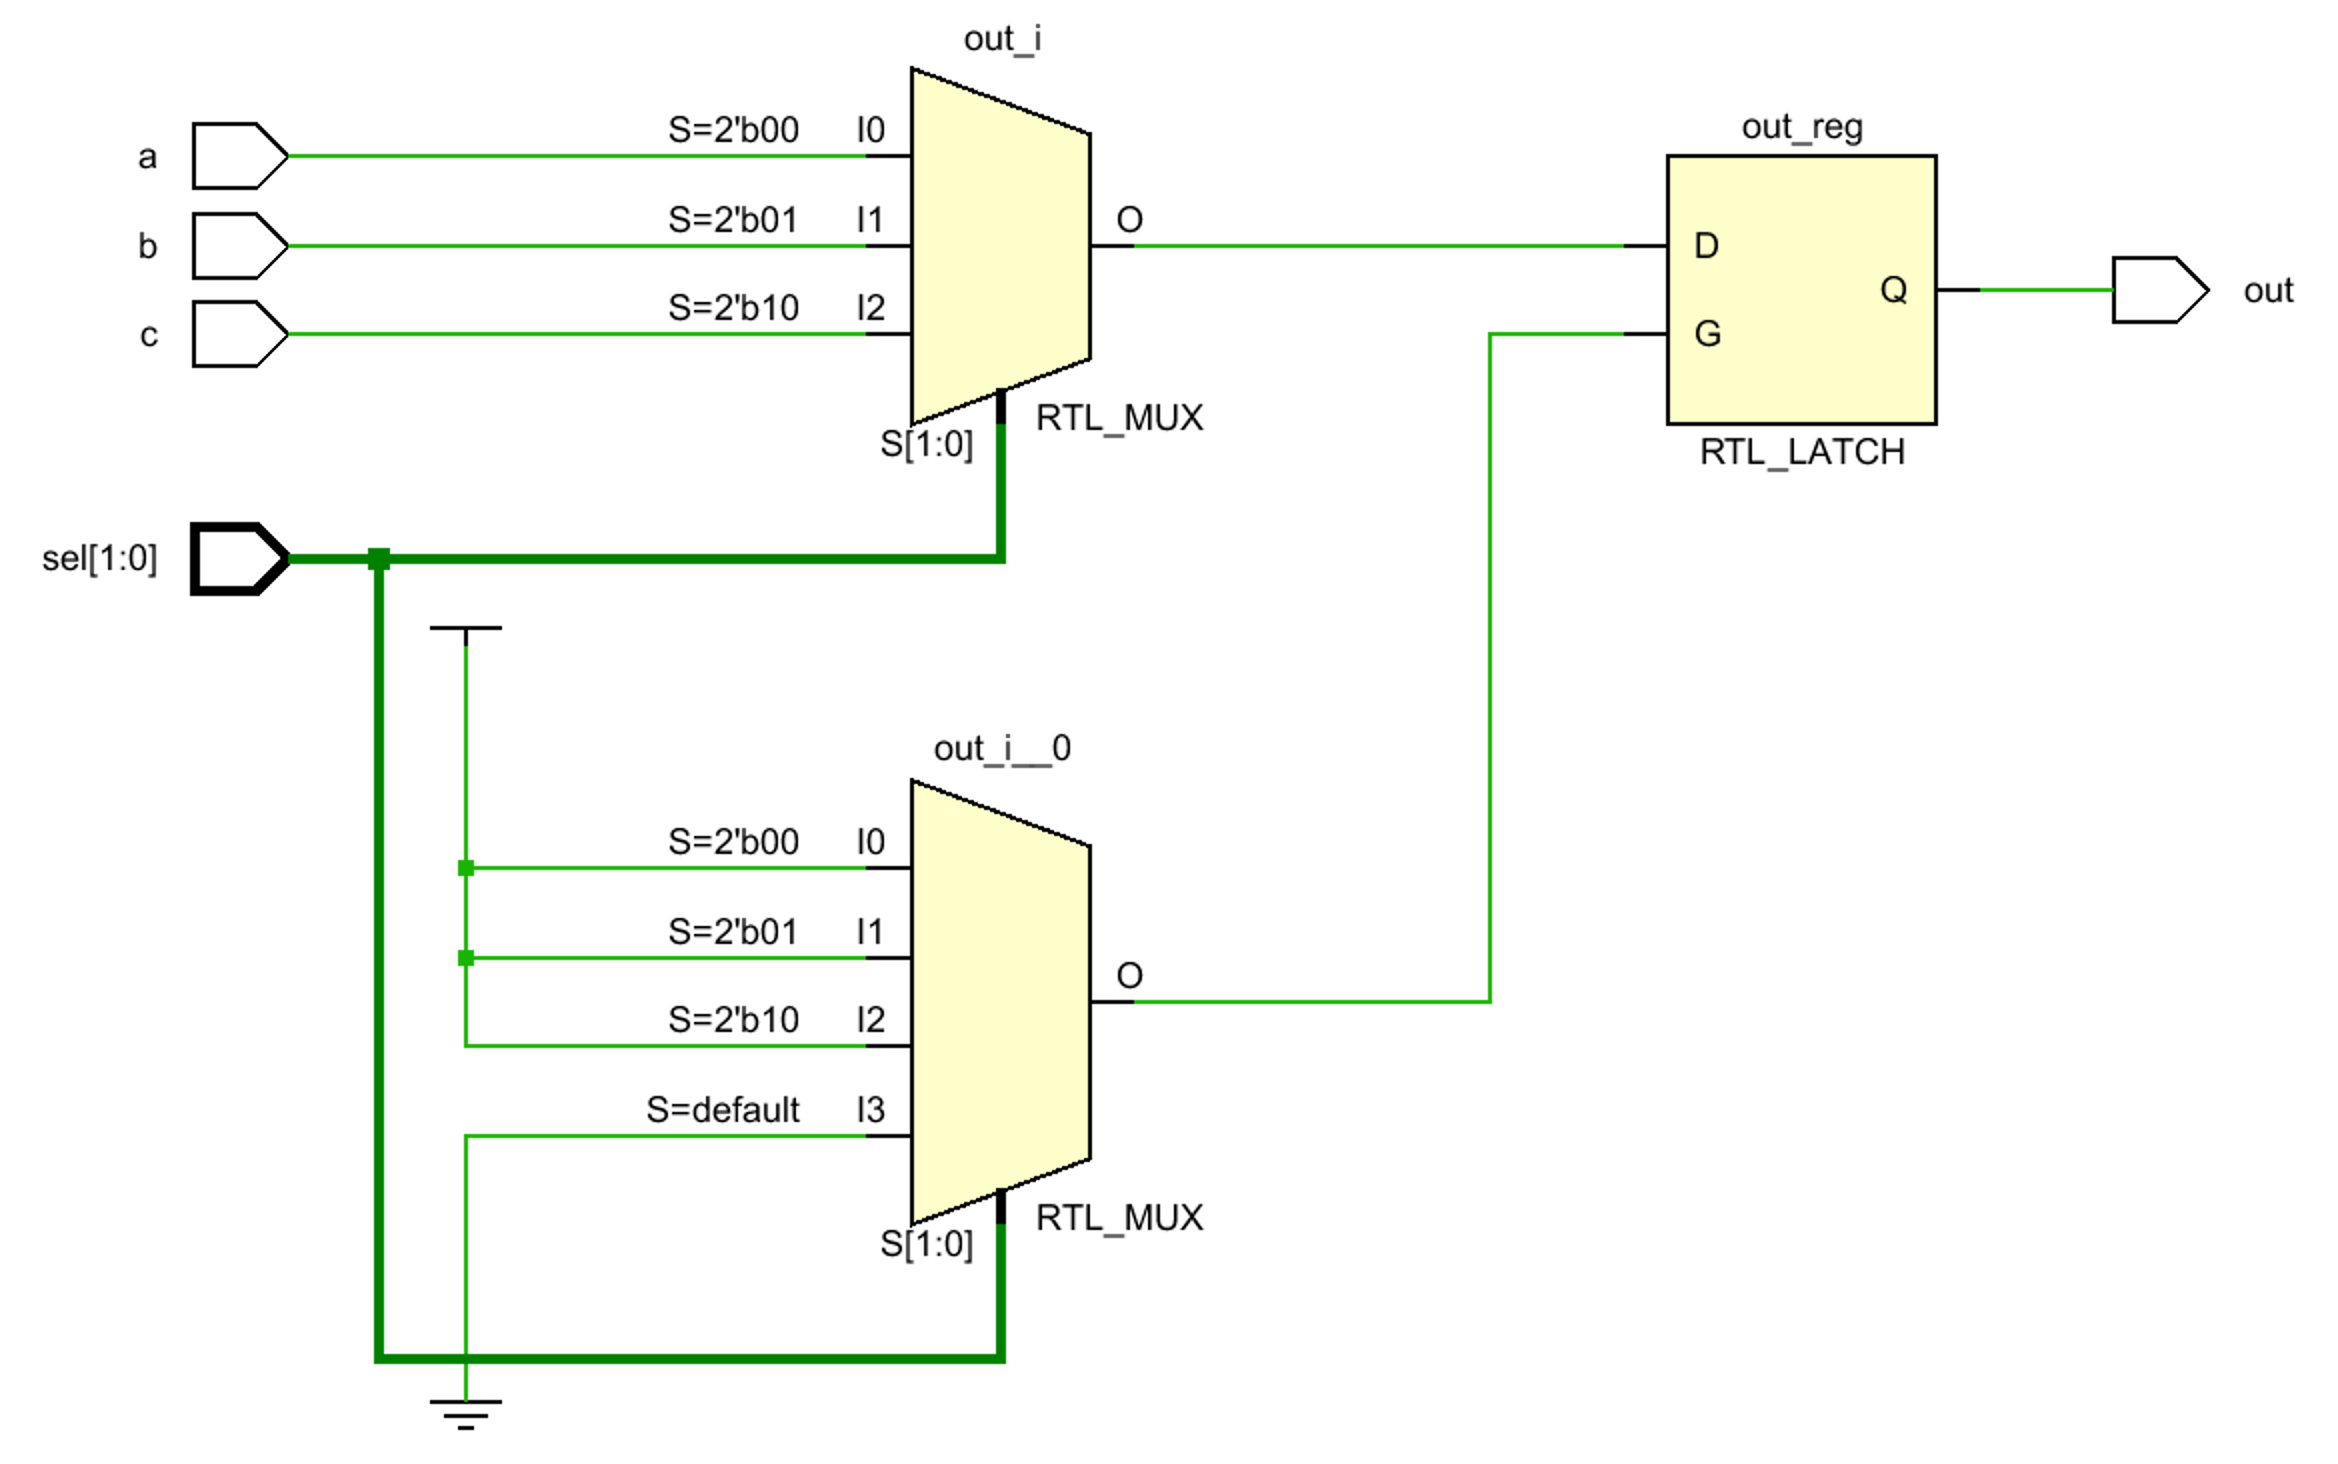 out_i
S=2'b00 I0
a
S=2'b01 I1
b
S=2'b10 I2
c
O
S[1:0]
RTL_MUX
out_reg
D
G
Q
RTL_LATCH
out
sel[1:0]
out_i__0
S=2'b00 I0
S=2'b01 I1
S=2'b10 I2
S=default I3
O
S[1:0]
RTL_MUX